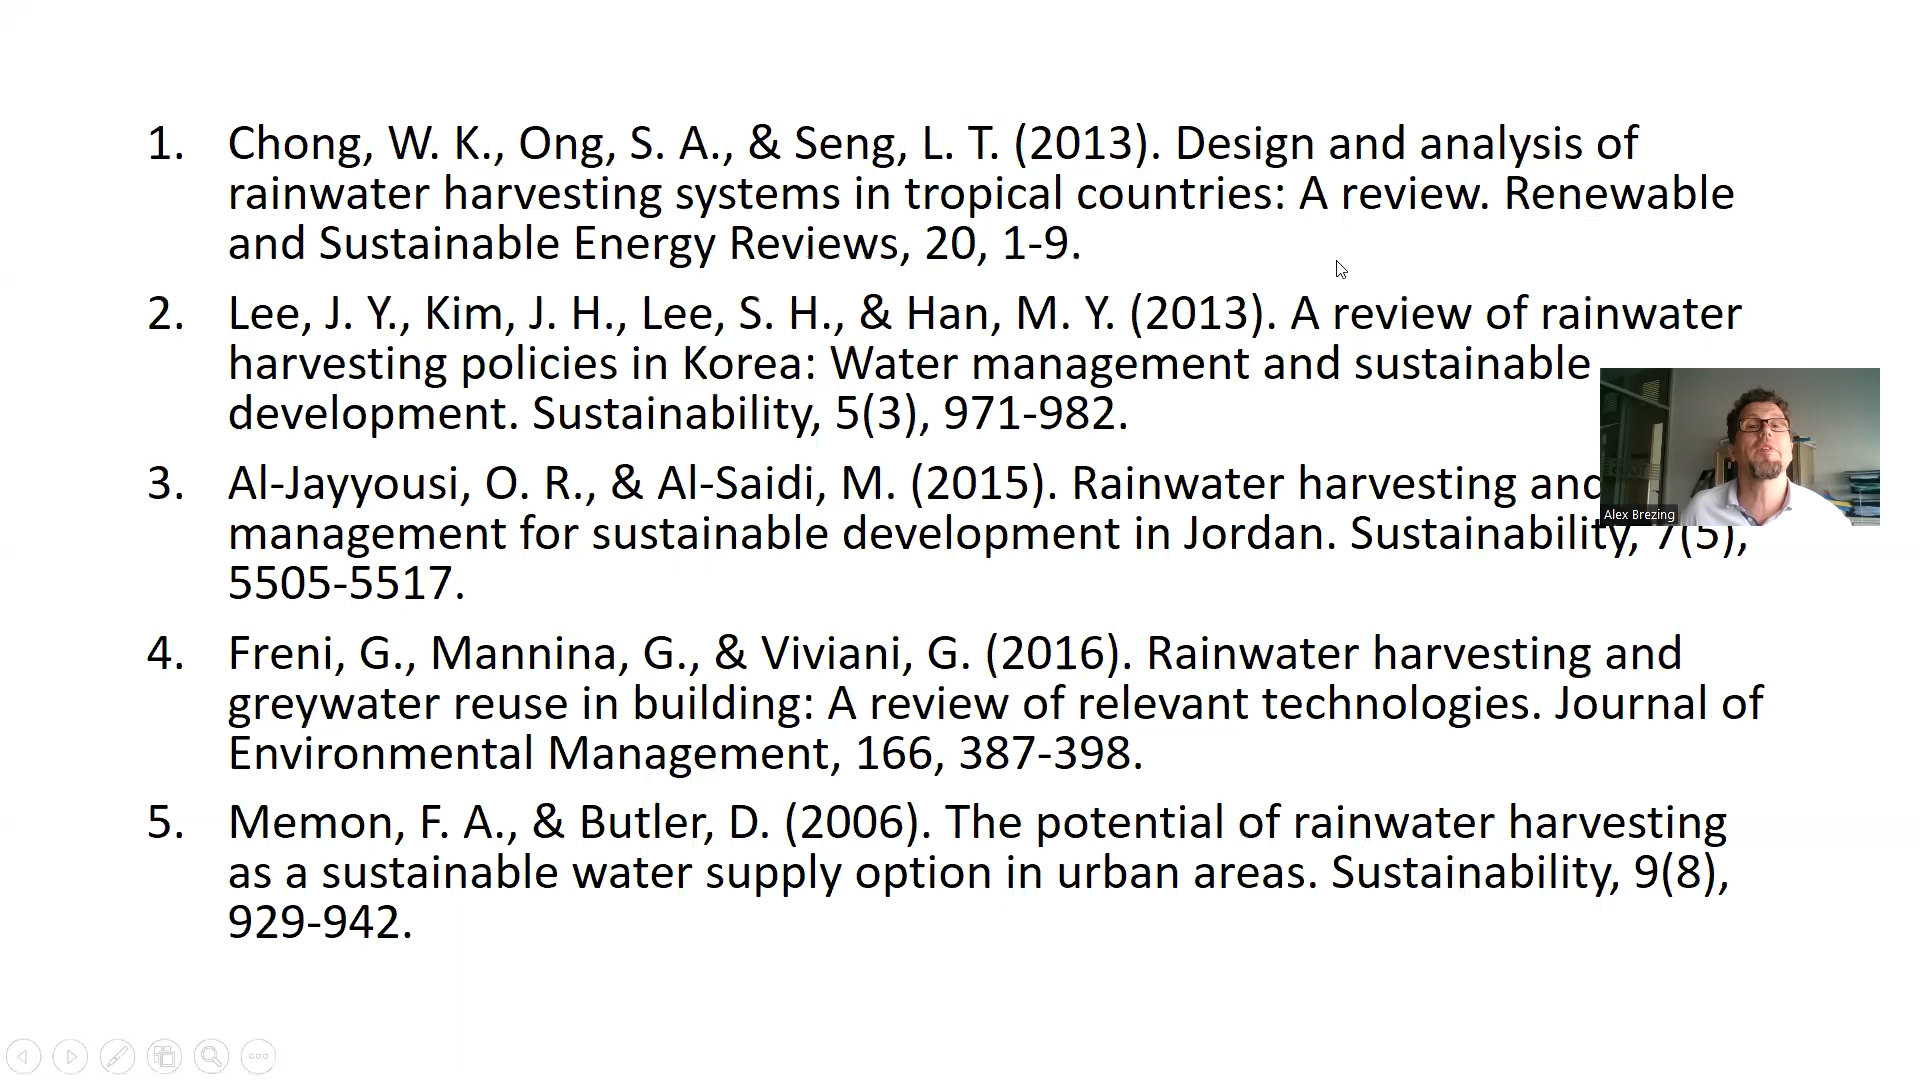 1. Chong, W. K., Ong, S. A., & Seng, L. T. (2013). Design and analysis of
rainwater harvesting systems in tropical countries: A review. Renewable
and Sustainable Energy Reviews, 20, 1-9.
2. Lee, J. Y., Kim, J. H., Lee, S. H., & Han, M. Y. (2013). A review of rainwater
harvesting policies in Korea: Water management and sustainable
development. Sustainability, 5(3), 971-982.
3. Al-Jayyousi, O. R., & Al-Saidi, M. (2015). Rainwater harvesting and
management for sustainable development in Jordan. Sustainability, 7(5),
5505-5517.
4. Freni, G., Mannina, G., & Viviani, G. (2016). Rainwater harvesting and
greywater reuse in building: A review of relevant technologies. Journal of
Environmental Management, 166, 387-398.
5. Memon, F. A., & Butler, D. (2006). The potential of rainwater harvesting
as a sustainable water supply option in urban areas. Sustainability, 9(8),
929-942.
Alex Brezing